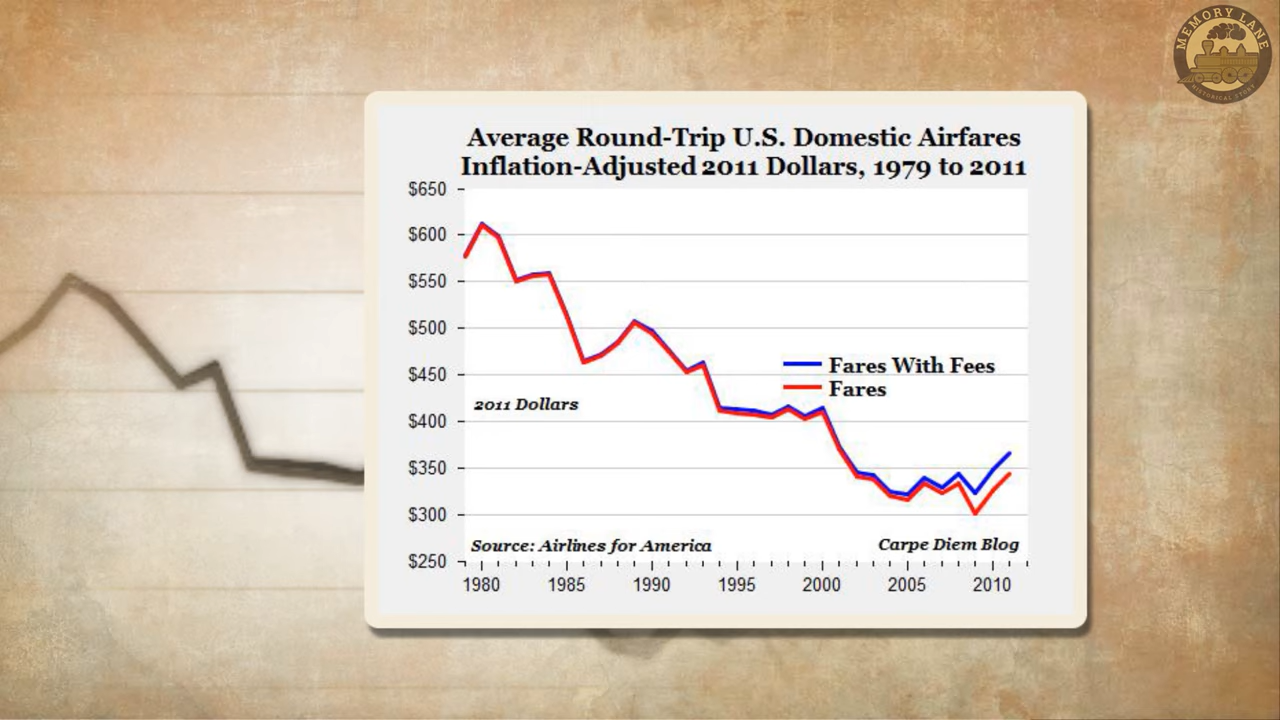 MEMORY LANE
HISTORICAL STORY
Average Round-Trip U.S. Domestic Airfares
Inflation-Adjusted 2011 Dollars, 1979 to 2011
$650
$600
$550
$500
$450
$400
$350
$300
$250
Fares With Fees
Fares
2011 Dollars
Source: Airlines for America
Carpe Diem Blog
1980 1985 1990 1995 2000 2005 2010